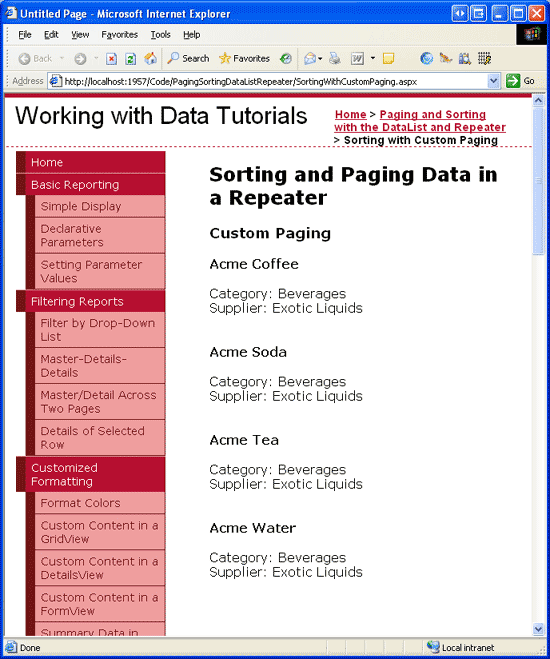 Untitled Page - Microsoft Internet Explorer
File Edit View Favorites Tools Help
Back Search Favorites
Address http://localhost:1957/Code/PagingSortingDataListRepeater/SortingWithCustomPaging.aspx Go
Working with Data Tutorials
Home > Paging and Sorting
with the DataList and Repeater
> Sorting with Custom Paging
Home
Basic Reporting
Simple Display
Declarative
Parameters
Setting Parameter
Values
Filtering Reports
Filter by Drop-Down
List
Master-Details-
Details
Master/Detail Across
Two Pages
Details of Selected
Row
Customized
Formatting
Format Colors
Custom Content in a
GridView
Custom Content in a
DetailsView
Custom Content in a
FormView
Summary Data in
Sorting and Paging Data in
a Repeater
Custom Paging
Acme Coffee
Category: Beverages
Supplier: Exotic Liquids
Acme Soda
Category: Beverages
Supplier: Exotic Liquids
Acme Tea
Category: Beverages
Supplier: Exotic Liquids
Acme Water
Category: Beverages
Supplier: Exotic Liquids
Done
Local intranet